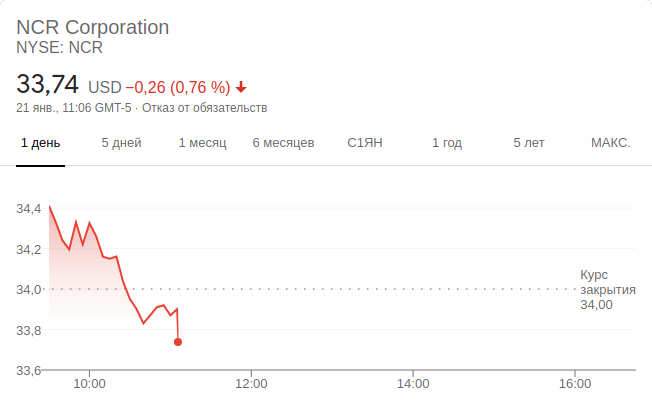 NCR Corporation
NYSE: NCR
33,74 USD −0,26 (0,76 %)
21 янв., 11:06 GMT-5 · Отказ от обязательств
1 день 5 дней 1 месяц 6 месяцев С1ЯН 1 год 5 лет МАКС.
34,4
34,2
34,0
33,8
33,6
Курс
закрытия
34,00
10:00 12:00 14:00 16:00